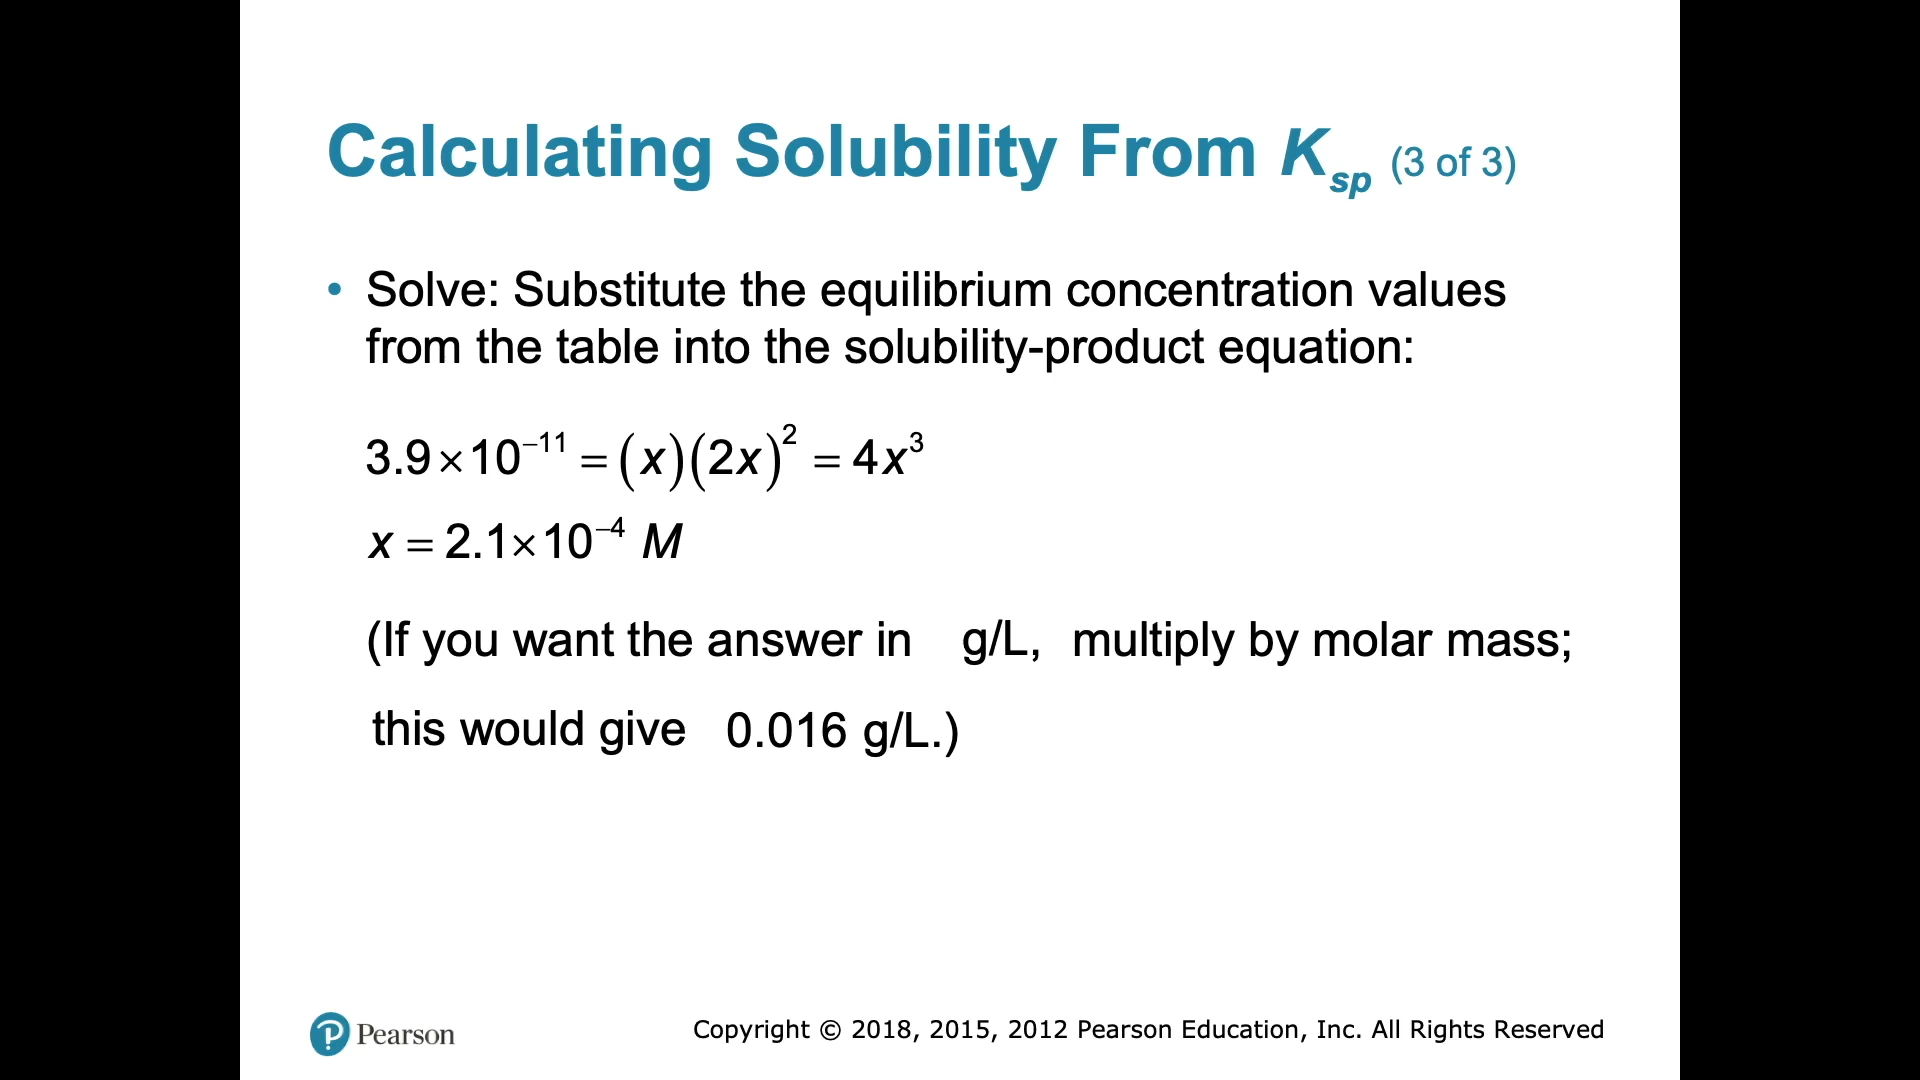 Calculating Solubility From Ksp (3 of 3)
• Solve: Substitute the equilibrium concentration values
from the table into the solubility-product equation:
3.9×10⁻¹¹ = (x)(2x)² = 4x³
x = 2.1×10⁻⁴ M
(If you want the answer in g/L, multiply by molar mass;
this would give 0.016 g/L.)
Pearson
Copyright © 2018, 2015, 2012 Pearson Education, Inc. All Rights Reserved